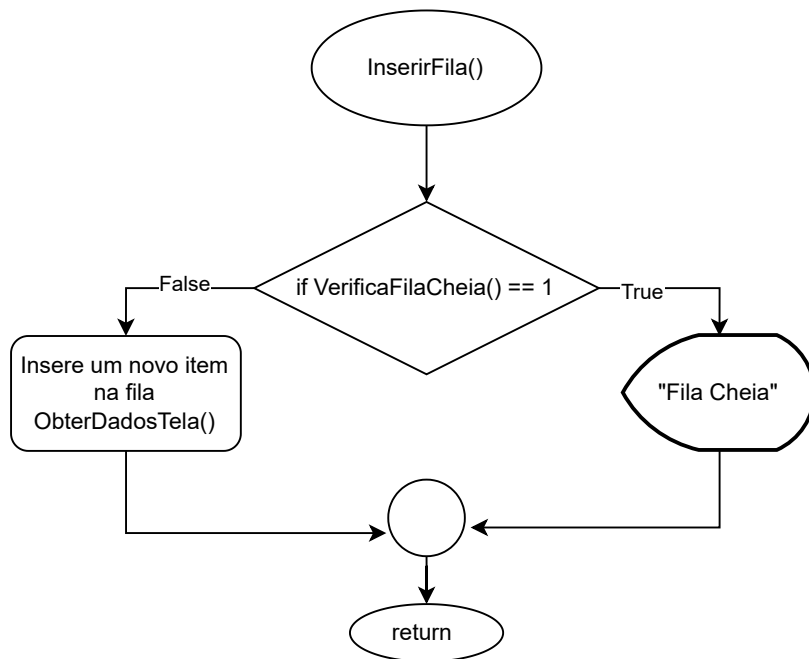 InserirFila()
if VerificaFilaCheia() == 1
False
True
Insere um novo item
na fila
ObterDadosTela()
"Fila Cheia"
return